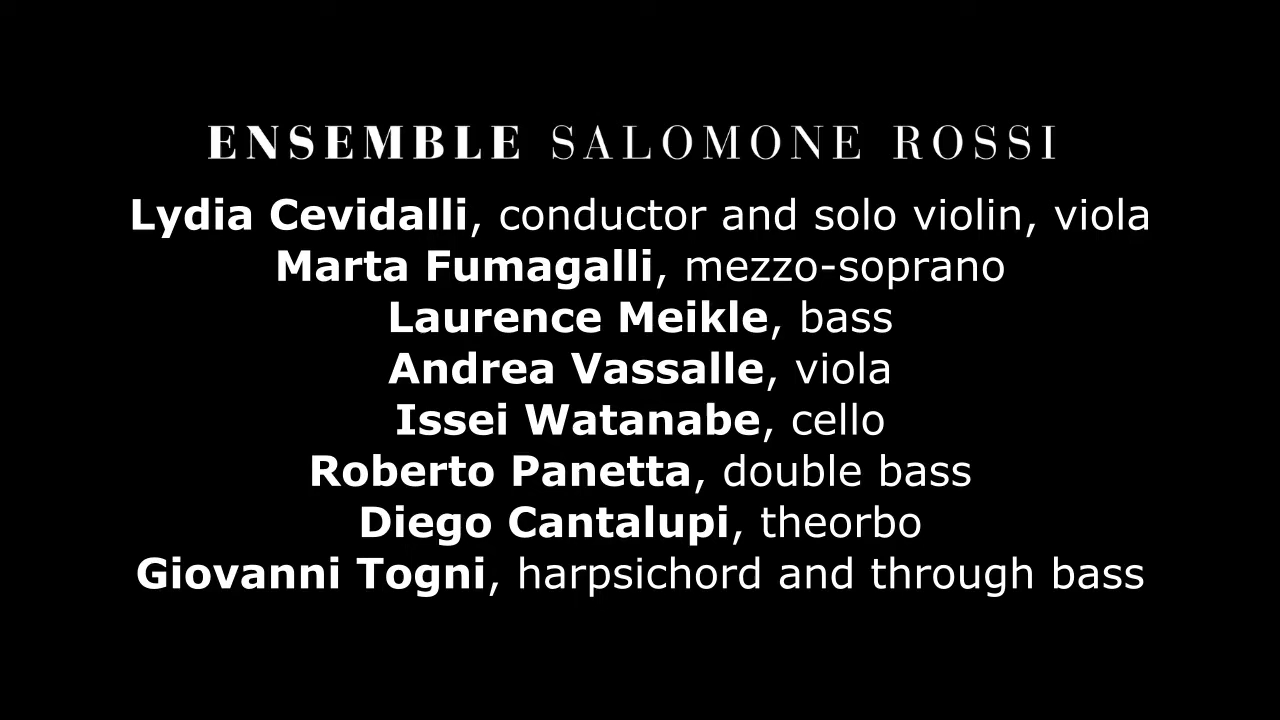 ENSEMBLE SALOMONE ROSSI
Lydia Cevidalli, conductor and solo violin, viola
Marta Fumagalli, mezzo-soprano
Laurence Meikle, bass
Andrea Vassalle, viola
Issei Watanabe, cello
Roberto Panetta, double bass
Diego Cantalupi, theorbo
Giovanni Togni, harpsichord and through bass